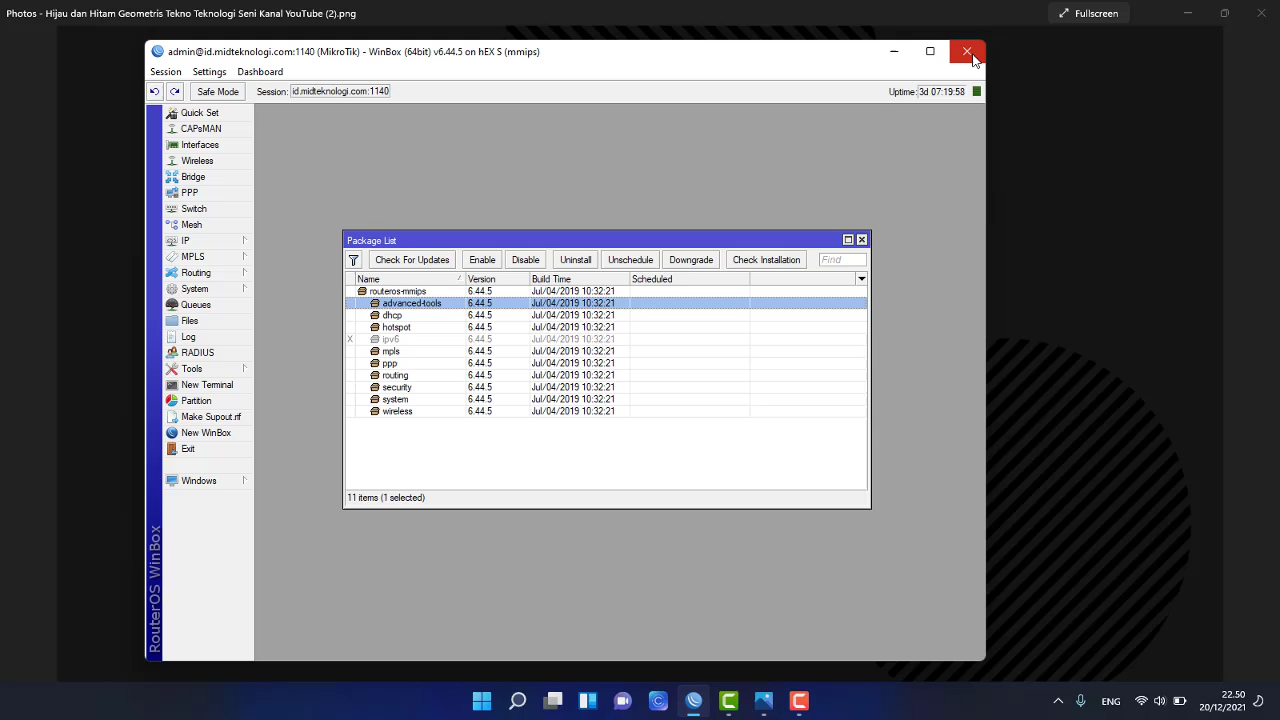 Photos - Hijau dan Hitam Geometris Tekno Teknologi Seni Kanal YouTube (2).png
Fullscreen
admin@id.midteknologi.com:1140 (MikroTik) - WinBox (64bit) v6.44.5 on hEX S (mmips)
Session Settings Dashboard
Safe Mode Session: id.midteknologi.com:1140 Uptime: 3d 07:19:58
Quick Set
CAPsMAN
Interfaces
Wireless
Bridge
PPP
Switch
Mesh
IP
MPLS
Routing
System
Queues
Files
Log
RADIUS
Tools
New Terminal
Partition
Make Supout.rif
New WinBox
Exit
Windows
RouterOS WinBox
Package List
Check For Updates Enable Disable Uninstall Unschedule Downgrade Check Installation Find
Name Version Build Time Scheduled
routeros-mmips 6.44.5 Jul/04/2019 10:32:21
advanced-tools 6.44.5 Jul/04/2019 10:32:21
dhcp 6.44.5 Jul/04/2019 10:32:21
hotspot 6.44.5 Jul/04/2019 10:32:21
X ipv6 6.44.5 Jul/04/2019 10:32:21
mpls 6.44.5 Jul/04/2019 10:32:21
ppp 6.44.5 Jul/04/2019 10:32:21
routing 6.44.5 Jul/04/2019 10:32:21
security 6.44.5 Jul/04/2019 10:32:21
system 6.44.5 Jul/04/2019 10:32:21
wireless 6.44.5 Jul/04/2019 10:32:21
11 items (1 selected)
ENG
22.50
20/12/2021